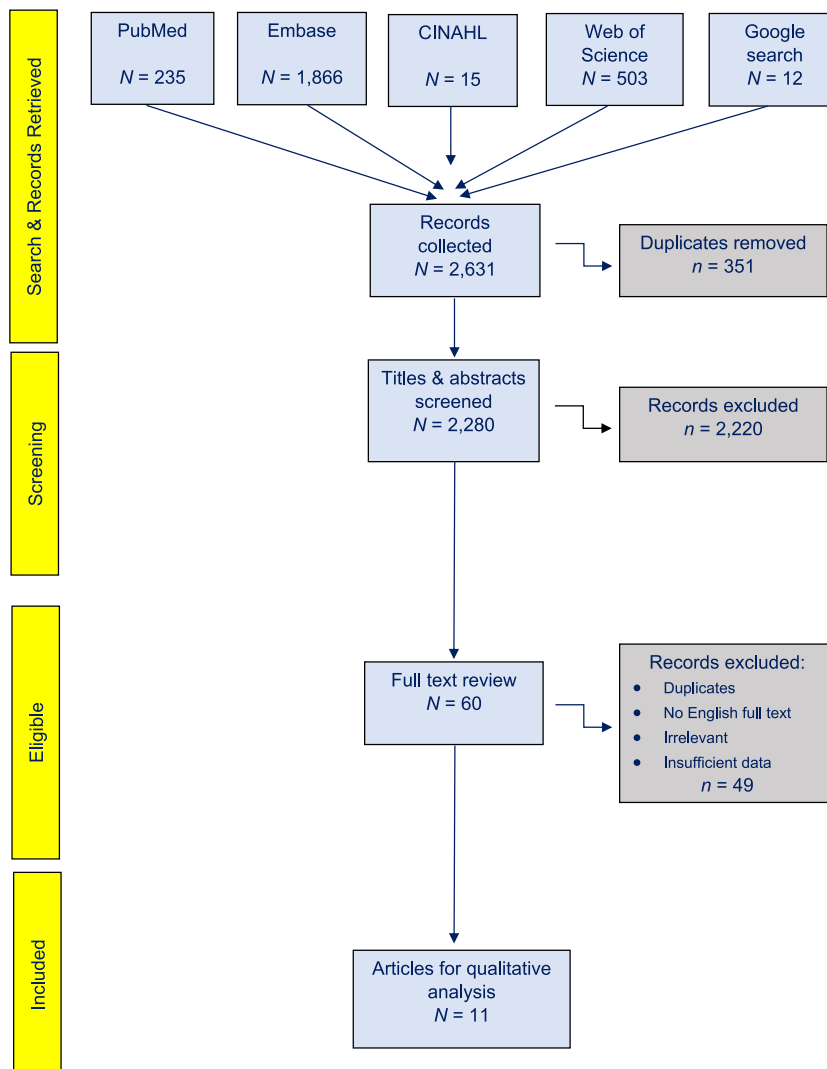 PubMed
N = 235
Embase
N = 1,866
CINAHL
N = 15
Web of
Science
N = 503
Google
search
N = 12
Search & Records Retrieved
Records
collected
N = 2,631
Duplicates removed
n = 351
Screening
Titles & abstracts
screened
N = 2,280
Records excluded
n = 2,220
Eligible
Full text review
N = 60
Records excluded:
● Duplicates
● No English full text
● Irrelevant
● Insufficient data
n = 49
Included
Articles for qualitative
analysis
N = 11